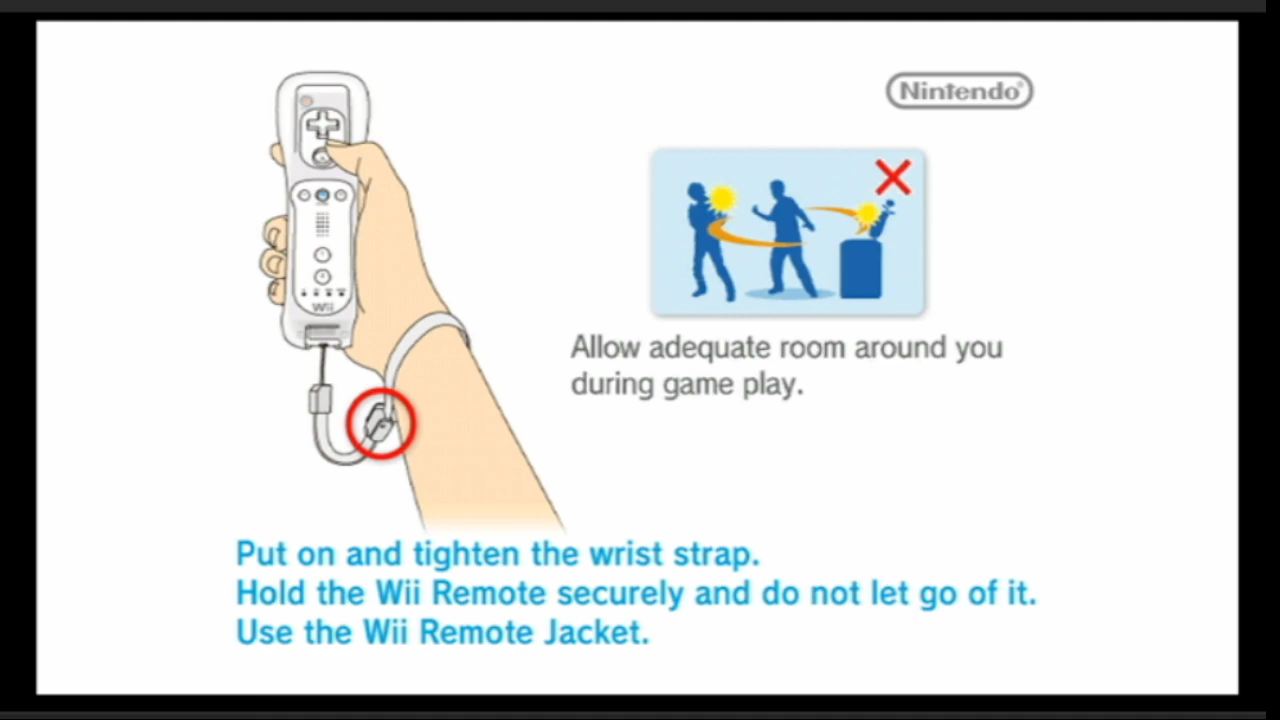 Nintendo®
Wii
Allow adequate room around you
during game play.
Put on and tighten the wrist strap.
Hold the Wii Remote securely and do not let go of it.
Use the Wii Remote Jacket.